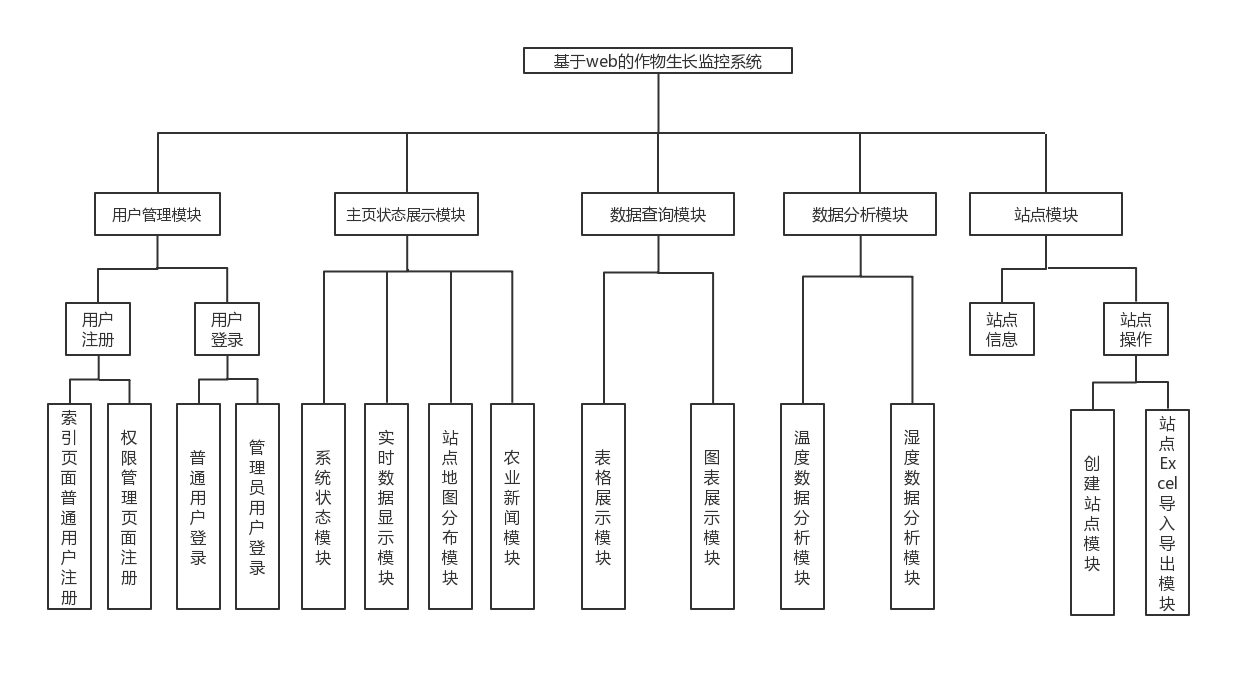 基于web的作物生长监控系统
用户管理模块
主页状态展示模块
数据查询模块
数据分析模块
站点模块
用户
注册
用户
登录
站点
信息
站点
操作
索引页面普通用户注册
权限管理页面注册
普通用户登录
管理员用户登录
系统状态模块
实时数据显示模块
站点地图分布模块
农业新闻模块
表格展示模块
图表展示模块
温度数据分析模块
湿度数据分析模块
创建站点模块
站点Excel导入导出模块